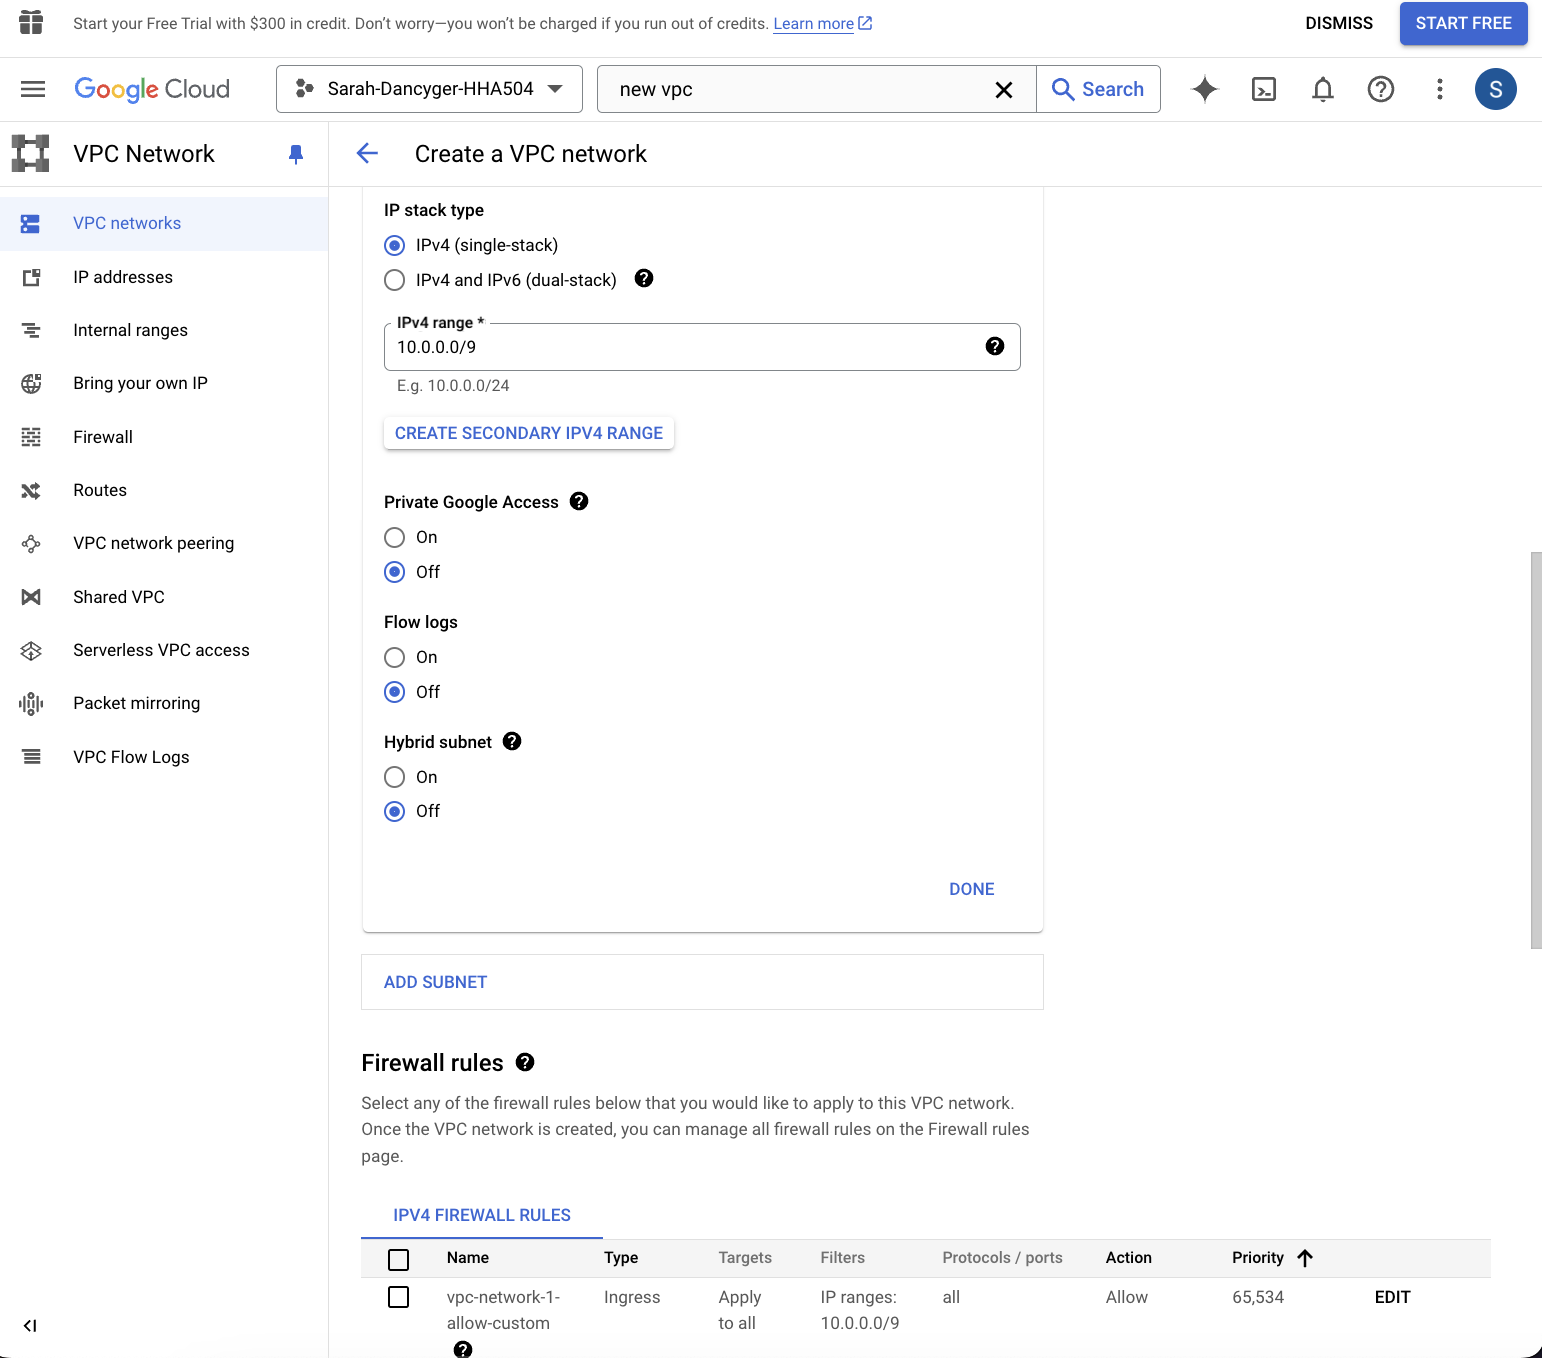 Start your Free Trial with $300 in credit. Don’t worry—you won’t be charged if you run out of credits. Learn more
DISMISS
START FREE
Google Cloud
Sarah-Dancyger-HHA504
new vpc
Search
S
VPC Network
Create a VPC network
VPC networks
IP addresses
Internal ranges
Bring your own IP
Firewall
Routes
VPC network peering
Shared VPC
Serverless VPC access
Packet mirroring
VPC Flow Logs
IP stack type
IPv4 (single-stack)
IPv4 and IPv6 (dual-stack)
IPv4 range *
10.0.0.0/9
E.g. 10.0.0.0/24
CREATE SECONDARY IPV4 RANGE
Private Google Access
On
Off
Flow logs
On
Off
Hybrid subnet
On
Off
DONE
ADD SUBNET
Firewall rules
Select any of the firewall rules below that you would like to apply to this VPC network.
Once the VPC network is created, you can manage all firewall rules on the Firewall rules
page.
IPV4 FIREWALL RULES
Name Type Targets Filters Protocols / ports Action Priority
vpc-network-1- Ingress Apply IP ranges: all Allow 65,534 EDIT
allow-custom to all 10.0.0.0/9